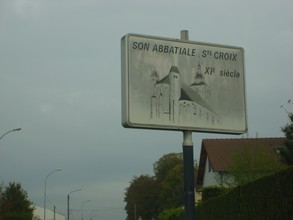 SON ABBATIALE Sᵀᴱ CROIX
XIᵉ siècle